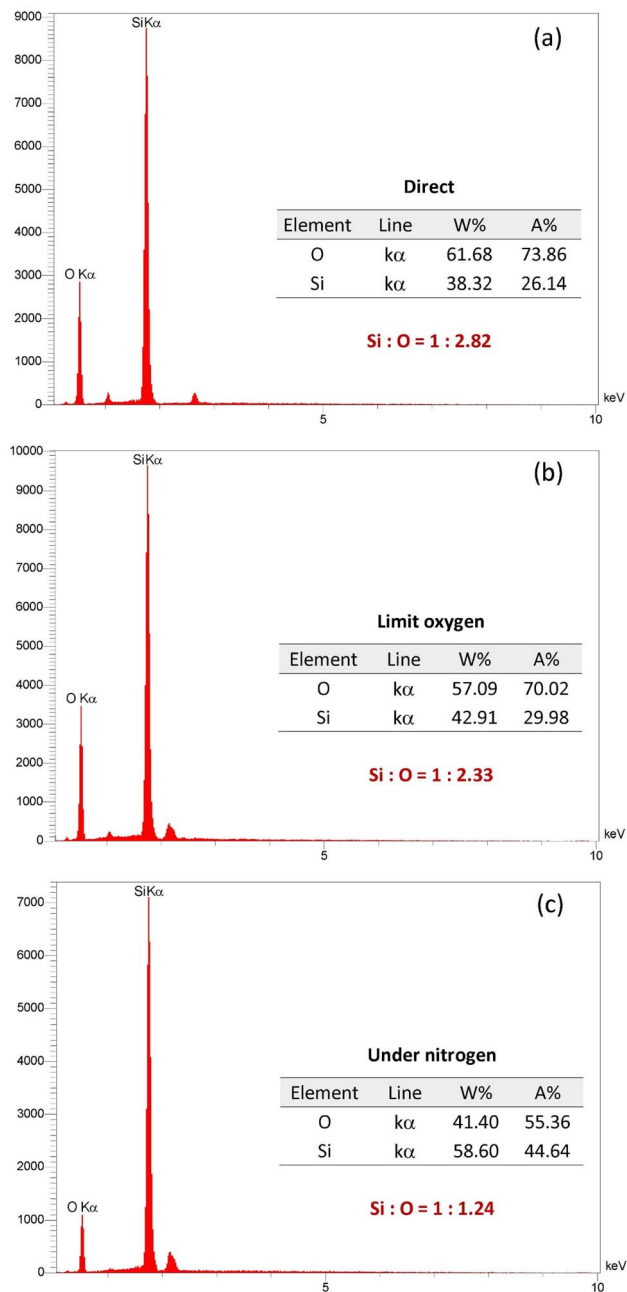 (a)
SiKα
9000
8000
7000
6000
5000
4000
3000
2000
1000
0
O Kα
Direct
Element Line W% A%
O kα 61.68 73.86
Si kα 38.32 26.14
Si : O = 1 : 2.82
5
10
keV
(b)
SiKα
10000
9000
8000
7000
6000
5000
4000
3000
2000
1000
0
O Kα
Limit oxygen
Element Line W% A%
O kα 57.09 70.02
Si kα 42.91 29.98
Si : O = 1 : 2.33
5
10
keV
(c)
SiKα
7000
6000
5000
4000
3000
2000
1000
0
O Kα
Under nitrogen
Element Line W% A%
O kα 41.40 55.36
Si kα 58.60 44.64
Si : O = 1 : 1.24
5
10
keV